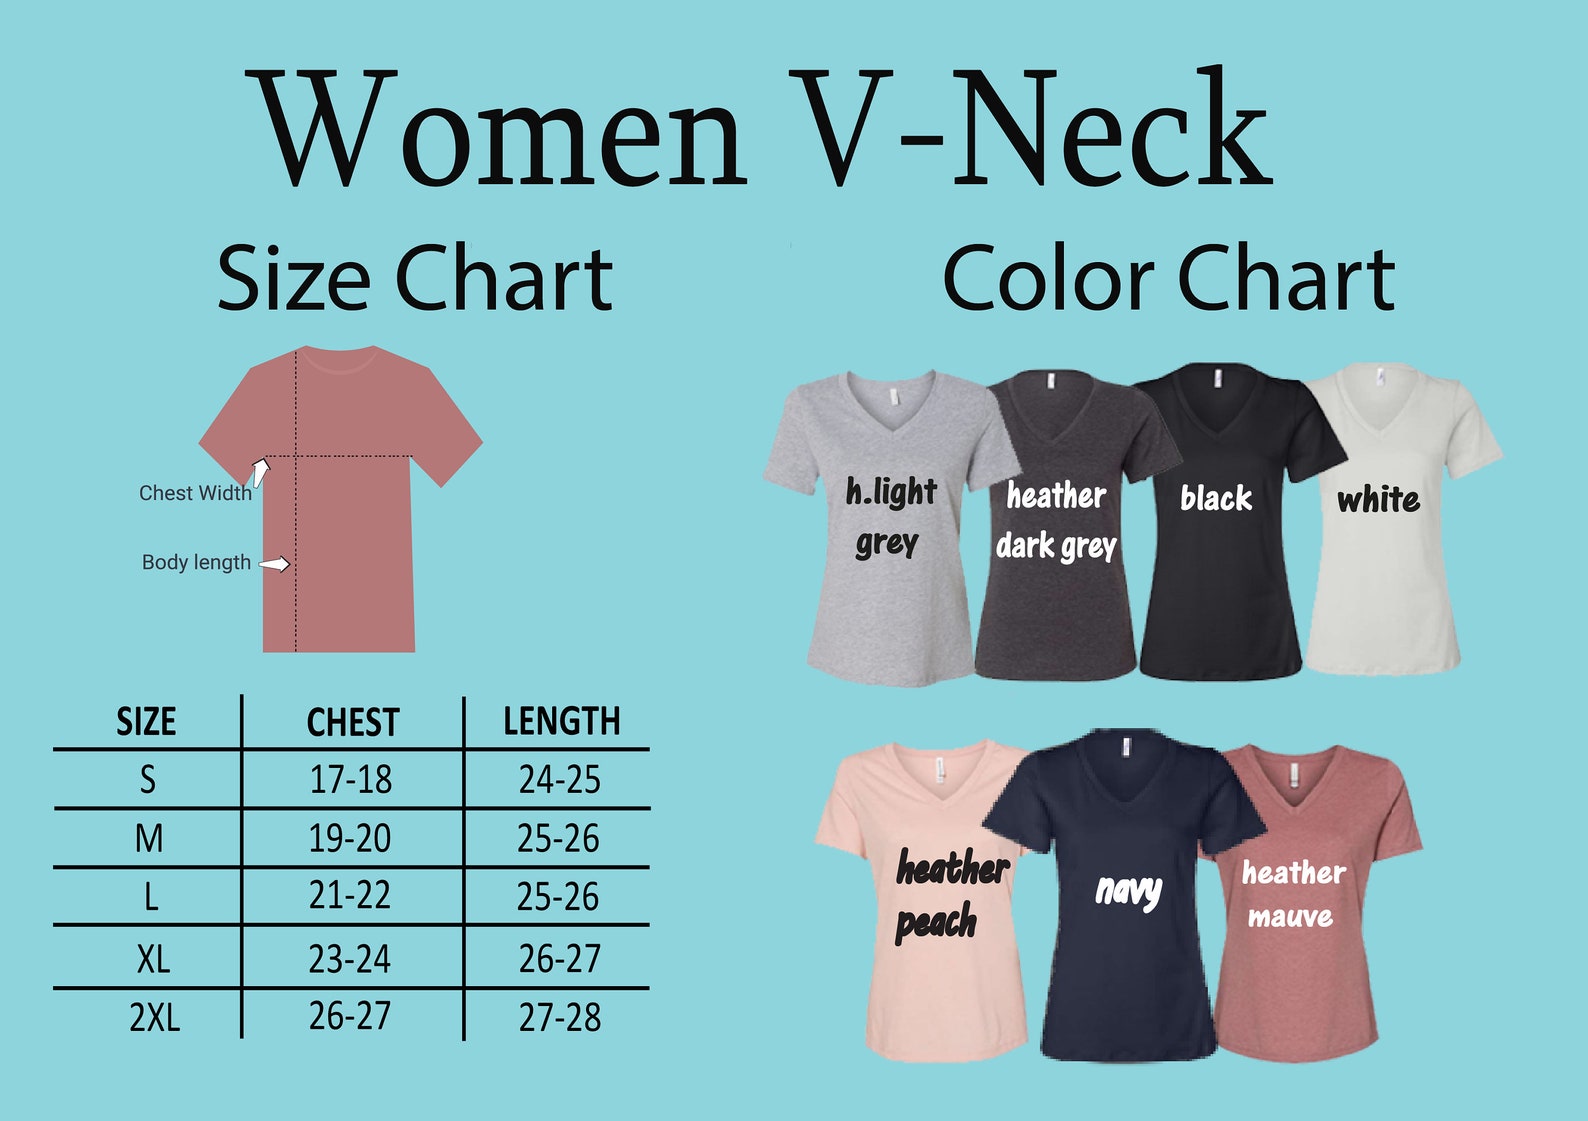 Women V-Neck
Size Chart
Chest Width
Body length
SIZE CHEST LENGTH
S 17-18 24-25
M 19-20 25-26
L 21-22 25-26
XL 23-24 26-27
2XL 26-27 27-28
Color Chart
h.light
grey
heather
dark grey
black
white
heather
peach
navy
heather
mauve